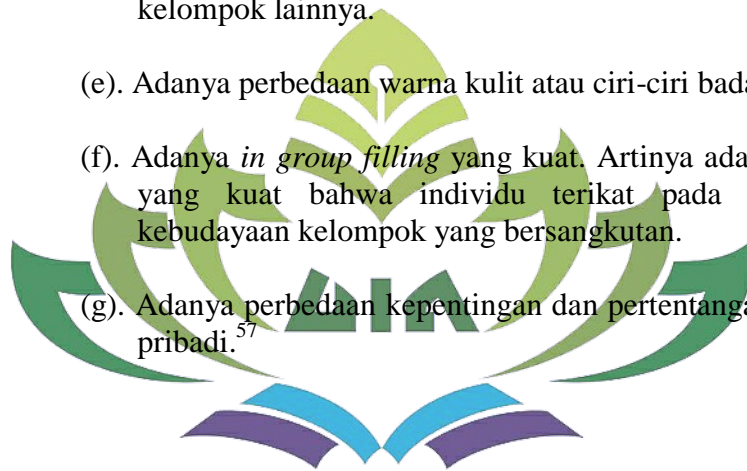 kelompok lainnya.
(e). Adanya perbedaan warna kulit atau ciri-ciri bada
(f). Adanya in group filling yang kuat. Artinya ada
yang kuat bahwa individu terikat pada
kebudayaan kelompok yang bersangkutan.
(g). Adanya perbedaan kepentingan dan pertentanga
pribadi.57
UIN